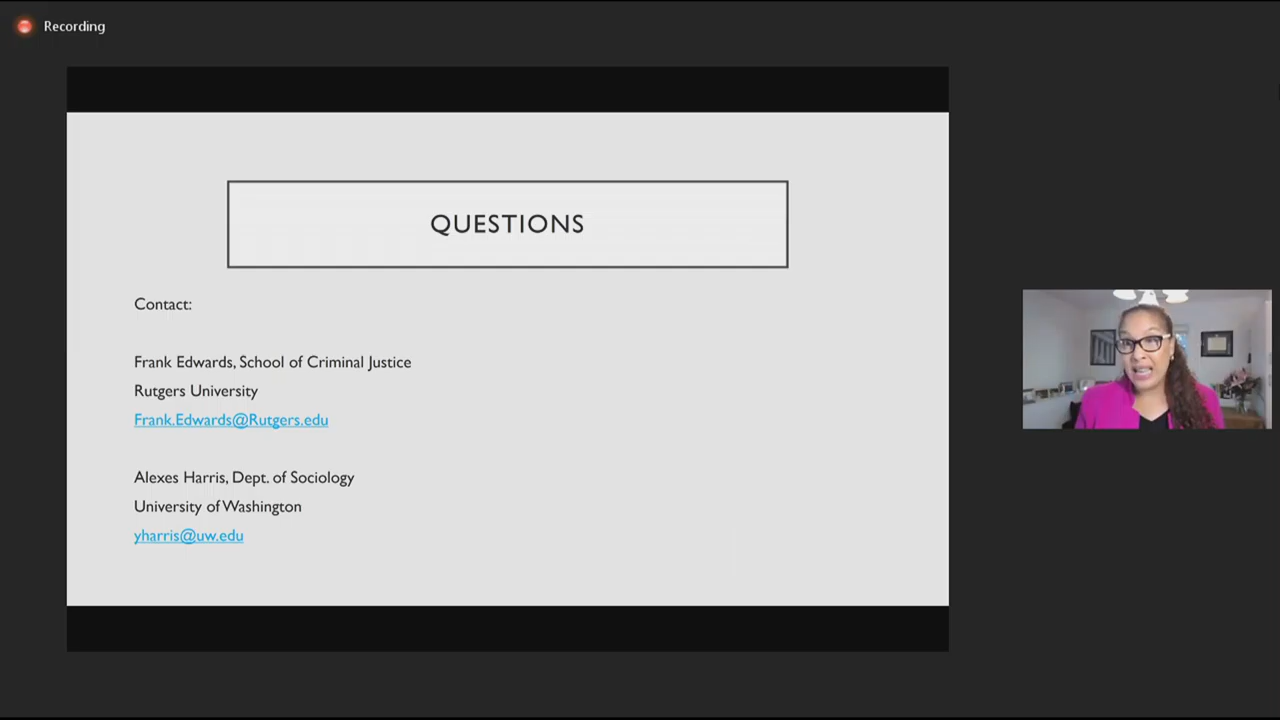 Recording
QUESTIONS
Contact:
Frank Edwards, School of Criminal Justice
Rutgers University
Frank.Edwards@Rutgers.edu
Alexes Harris, Dept. of Sociology
University of Washington
yharris@uw.edu